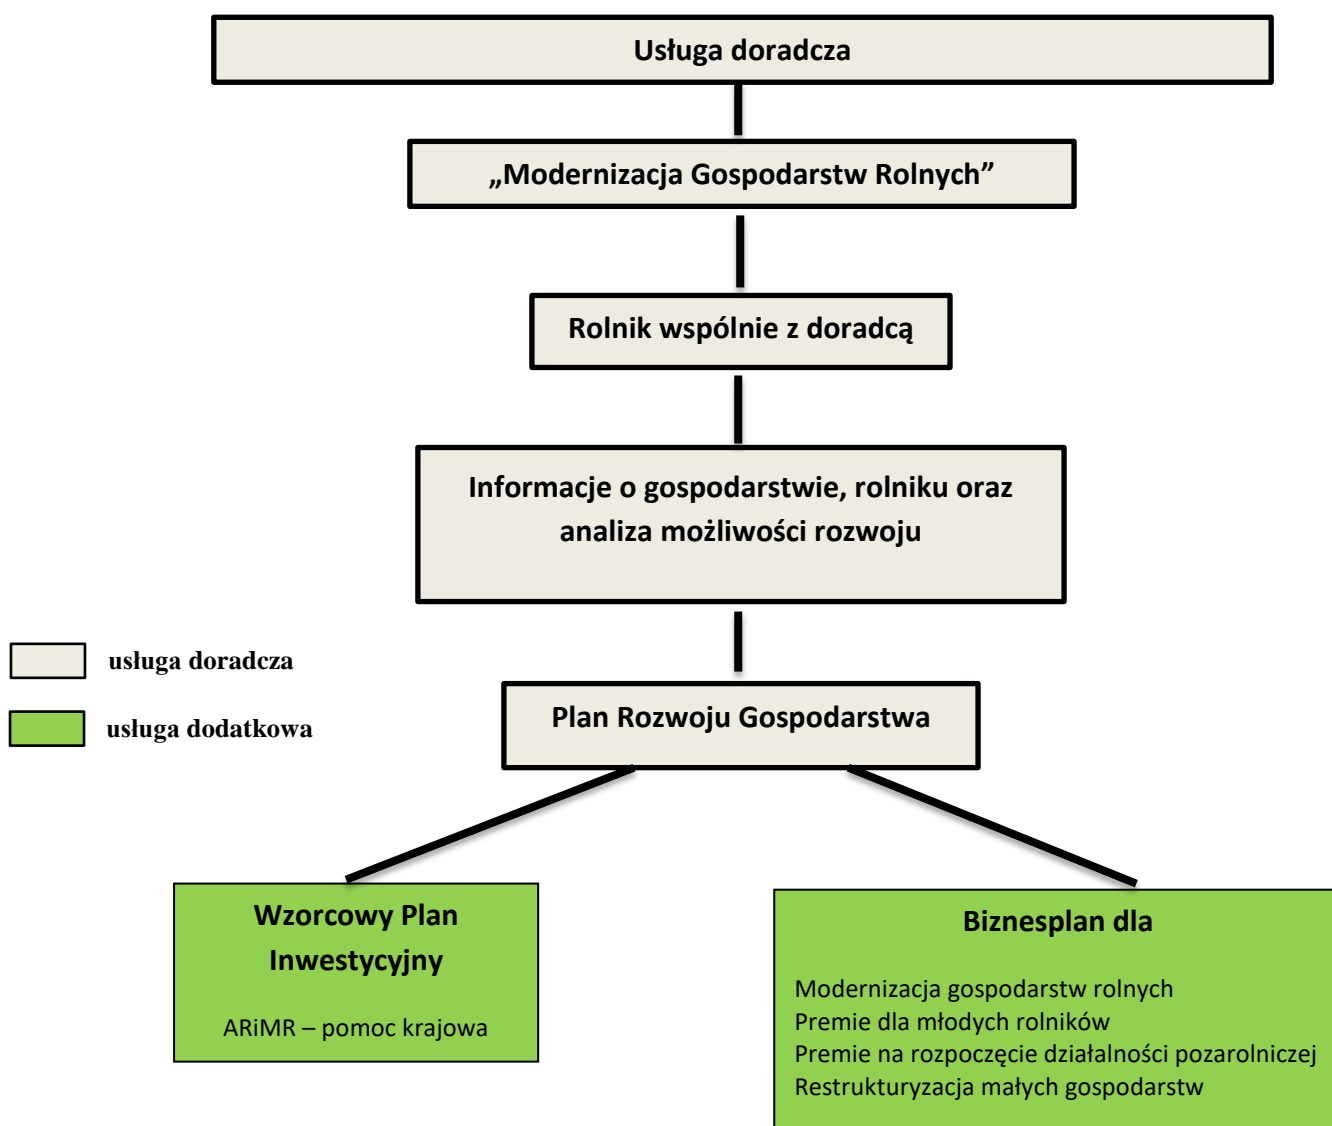 Usługa doradcza
„Modernizacja Gospodarstw Rolnych”
Rolnik wspólnie z doradcą
Informacje o gospodarstwie, rolniku oraz
analiza możliwości rozwoju
usługa doradcza
usługa dodatkowa
Plan Rozwoju Gospodarstwa
Wzorcowy Plan
Inwestycyjny
ARiMR – pomoc krajowa
Biznesplan dla
Modernizacja gospodarstw rolnych
Premie dla młodych rolników
Premie na rozpoczęcie działalności pozarolniczej
Restrukturyzacja małych gospodarstw